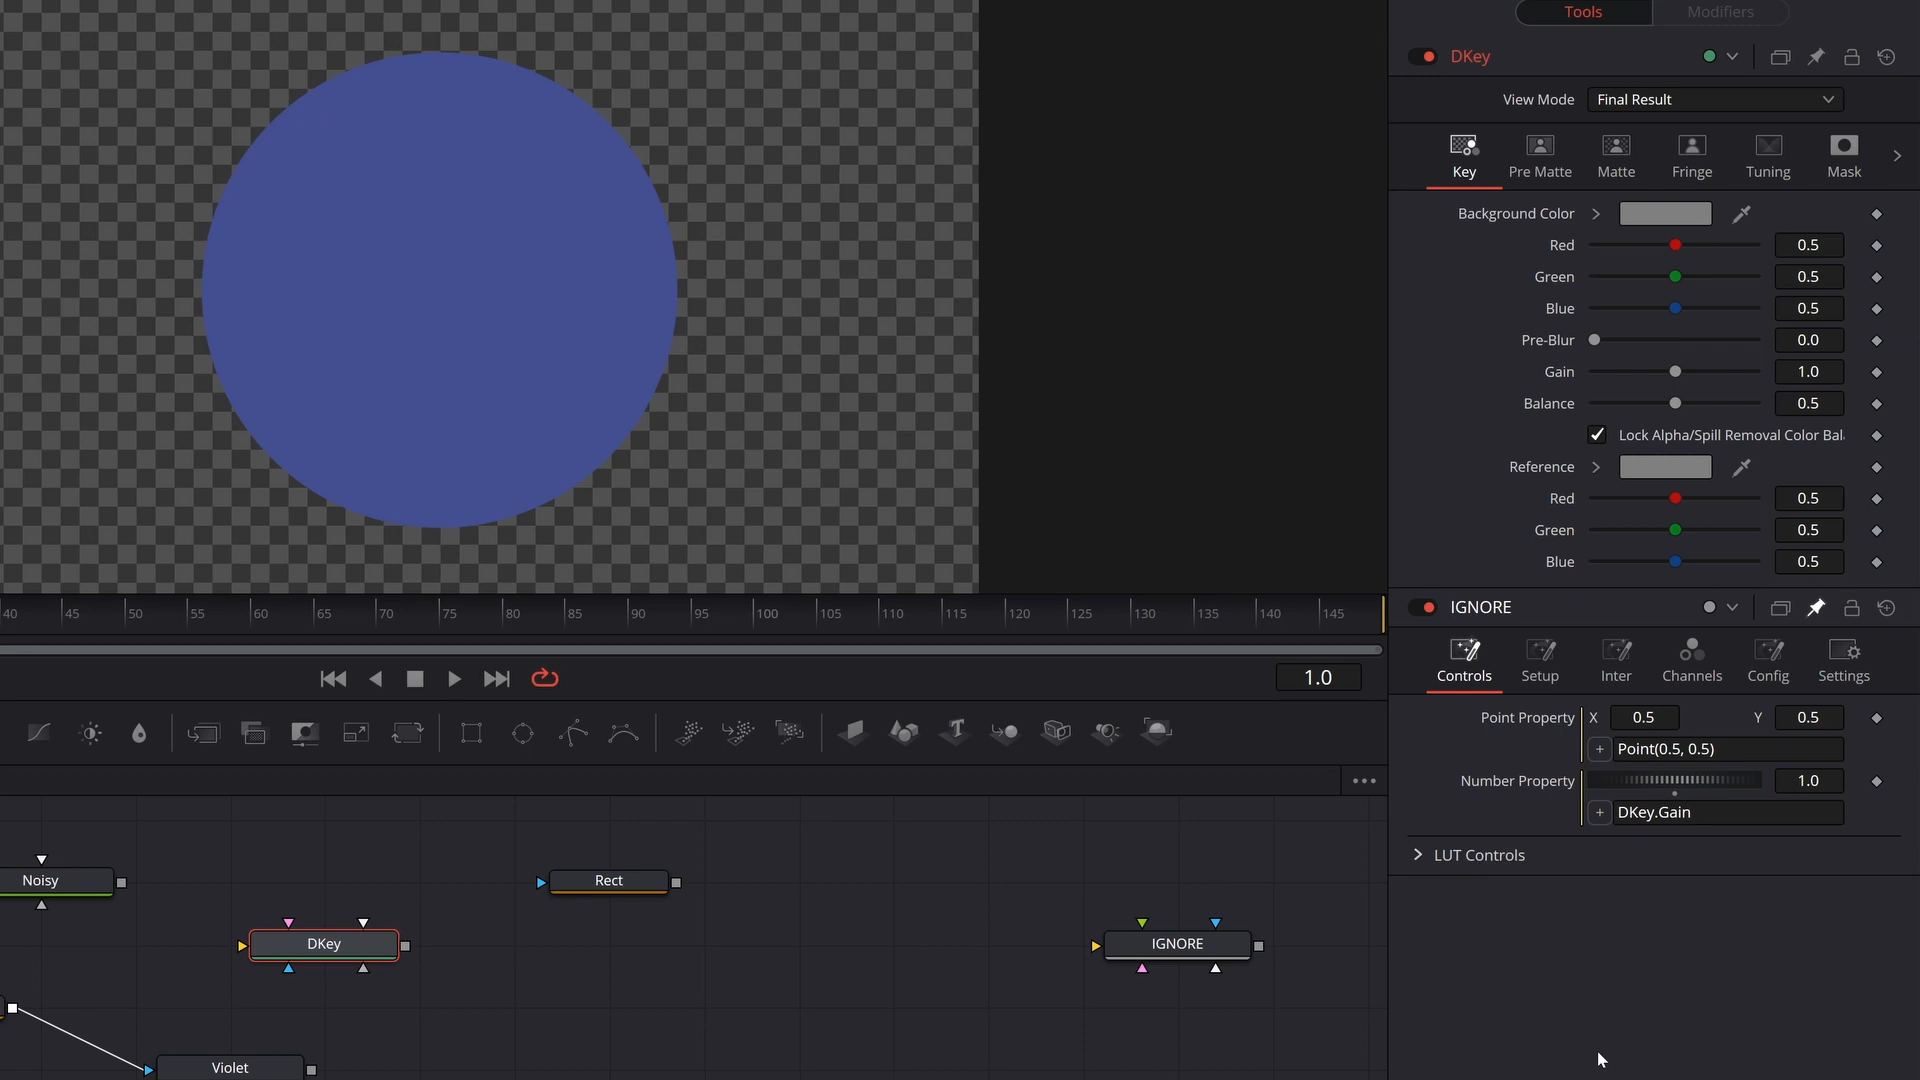 Tools Modifiers
DKey
View Mode Final Result
Key Pre Matte Matte Fringe Tuning Mask
Background Color
Red 0.5
Green 0.5
Blue 0.5
Pre-Blur 0.0
Gain 1.0
Balance 0.5
Lock Alpha/Spill Removal Color Bal
Reference
Red 0.5
Green 0.5
Blue 0.5
IGNORE
Controls Setup Inter Channels Config Settings
Point Property X 0.5 Y 0.5
Point(0.5, 0.5)
Number Property 1.0
DKey.Gain
LUT Controls
40 45 50 55 60 65 70 75 80 85 90 95 100 105 110 115 120 125 130 135 140 145
1.0
Noisy
Rect
DKey
IGNORE
Violet